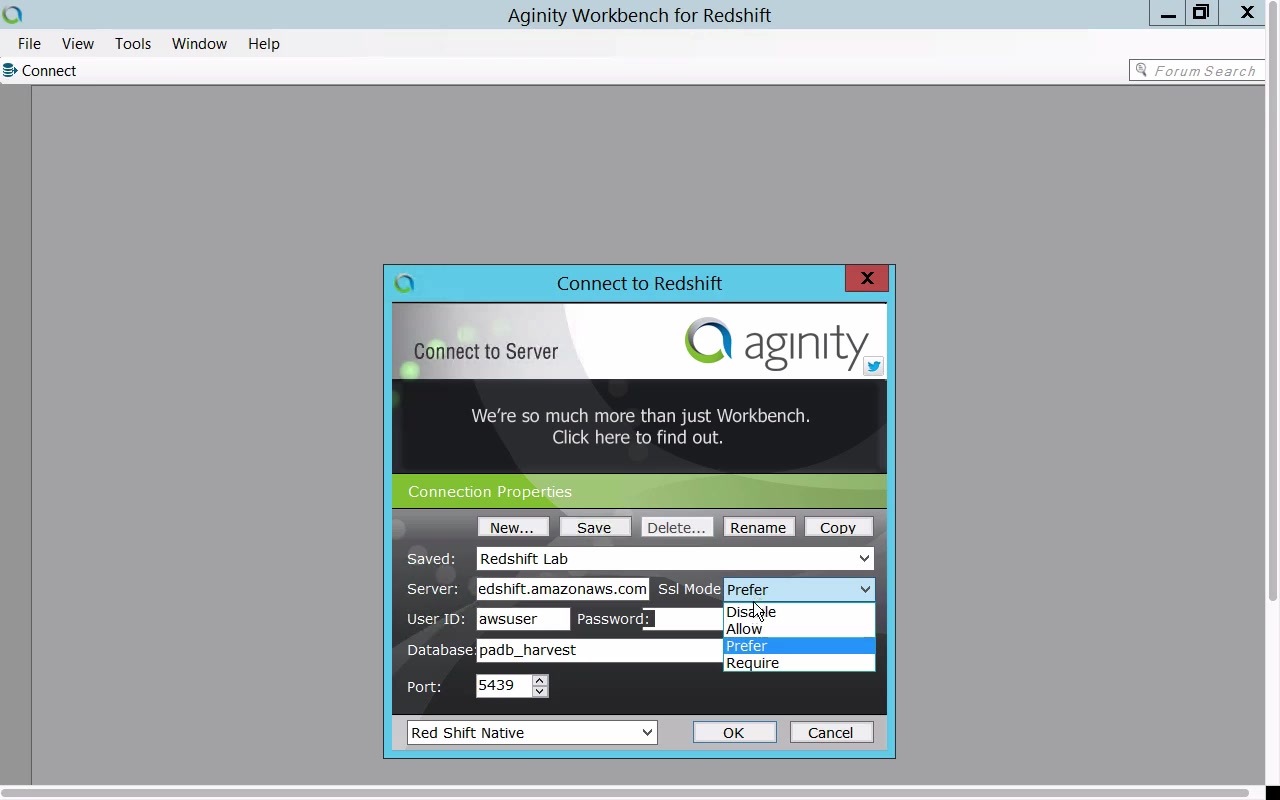 Aginity Workbench for Redshift
File View Tools Window Help
Connect
Forum Search
Connect to Redshift
Connect to Server
aginity
We're so much more than just Workbench.
Click here to find out.
Connection Properties
New... Save Delete... Rename Copy
Saved: Redshift Lab
Server: edshift.amazonaws.com Ssl Mode Prefer
Disable
User ID: awsuser Password:
Allow
Prefer
Database: padb_harvest
Require
Port: 5439
Red Shift Native OK Cancel